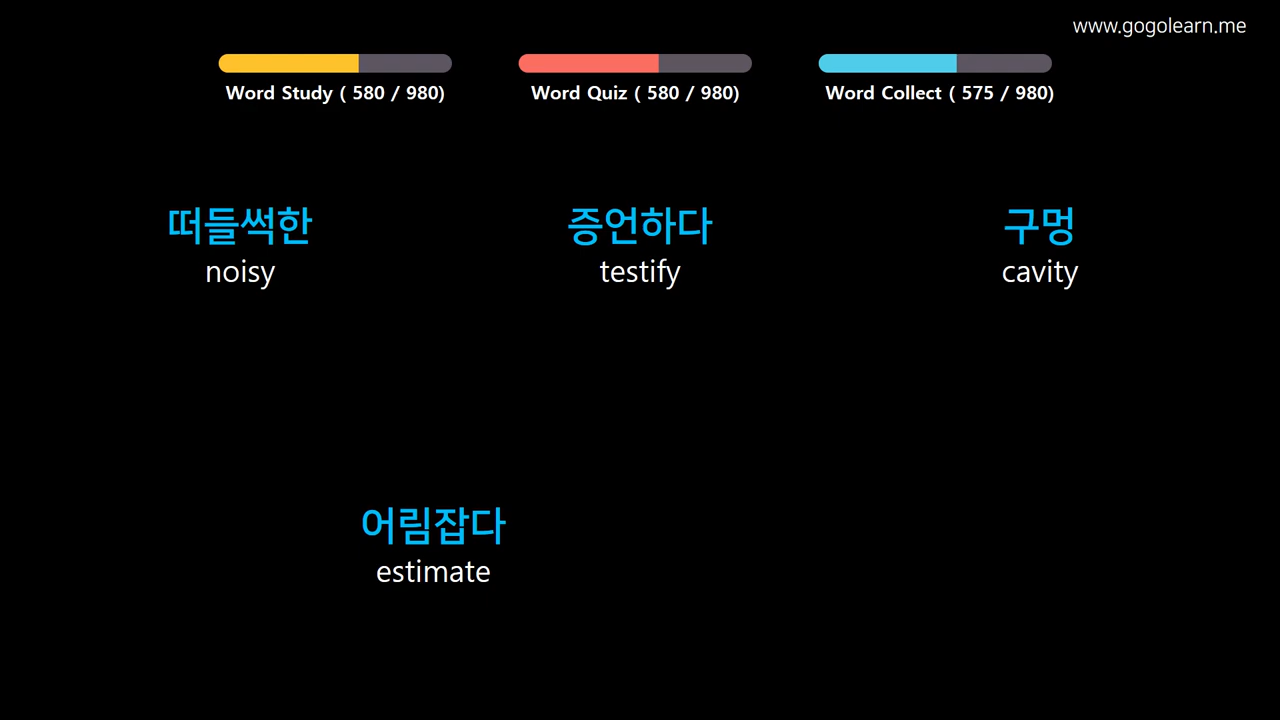 www.gogolearn.me
Word Study ( 580 / 980)
Word Quiz ( 580 / 980)
Word Collect ( 575 / 980)
떠들썩한
noisy
증언하다
testify
구멍
cavity
어림잡다
estimate